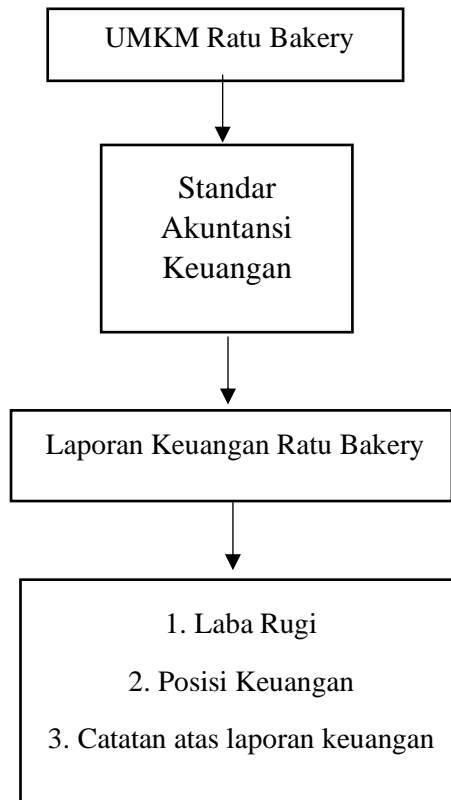 UMKM Ratu Bakery
Standar
Akuntansi
Keuangan
Laporan Keuangan Ratu Bakery
1. Laba Rugi
2. Posisi Keuangan
3. Catatan atas laporan keuangan